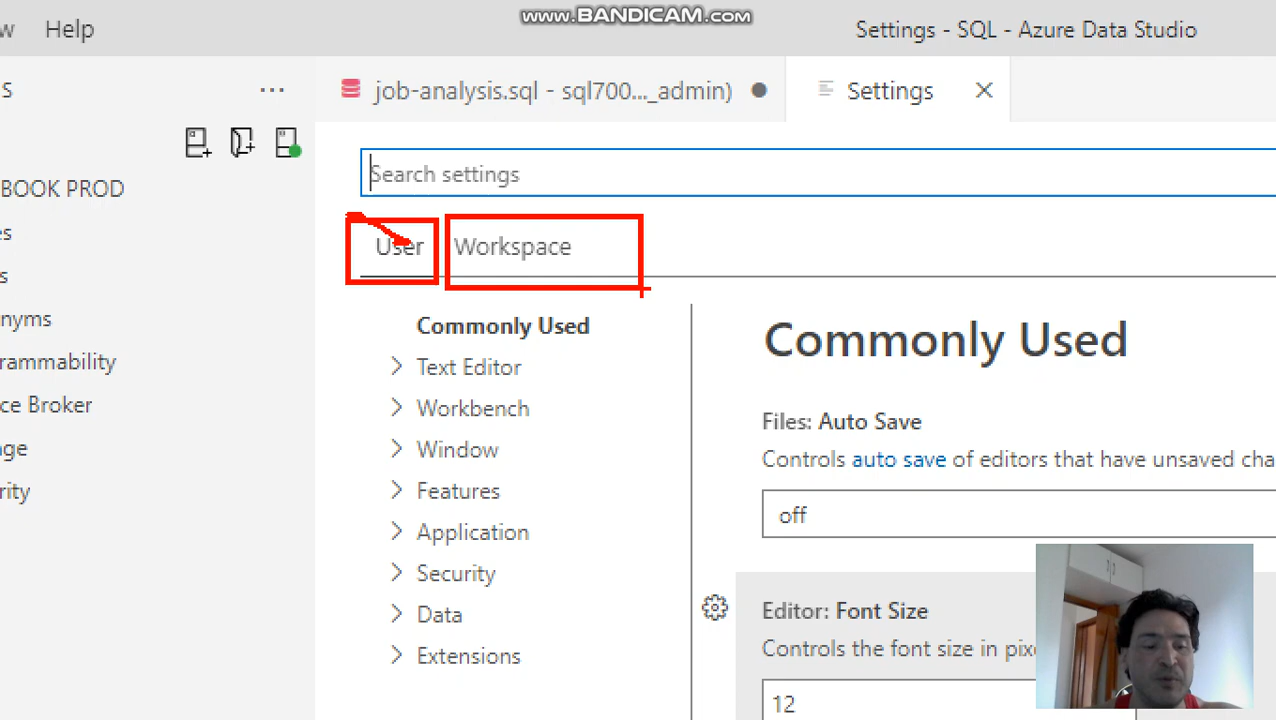 www.BANDICAM.com
w Help
Settings - SQL - Azure Data Studio
S
...
job-analysis.sql - sql700..._admin)
Settings
BOOK PROD
Search settings
es
User
Workspace
s
nyms
Commonly Used
Commonly Used
rammability
Text Editor
ce Broker
Workbench
Files: Auto Save
ge
Window
Controls auto save of editors that have unsaved cha
rity
Features
off
Application
Security
Data
Editor: Font Size
Extensions
Controls the font size in pixe
12